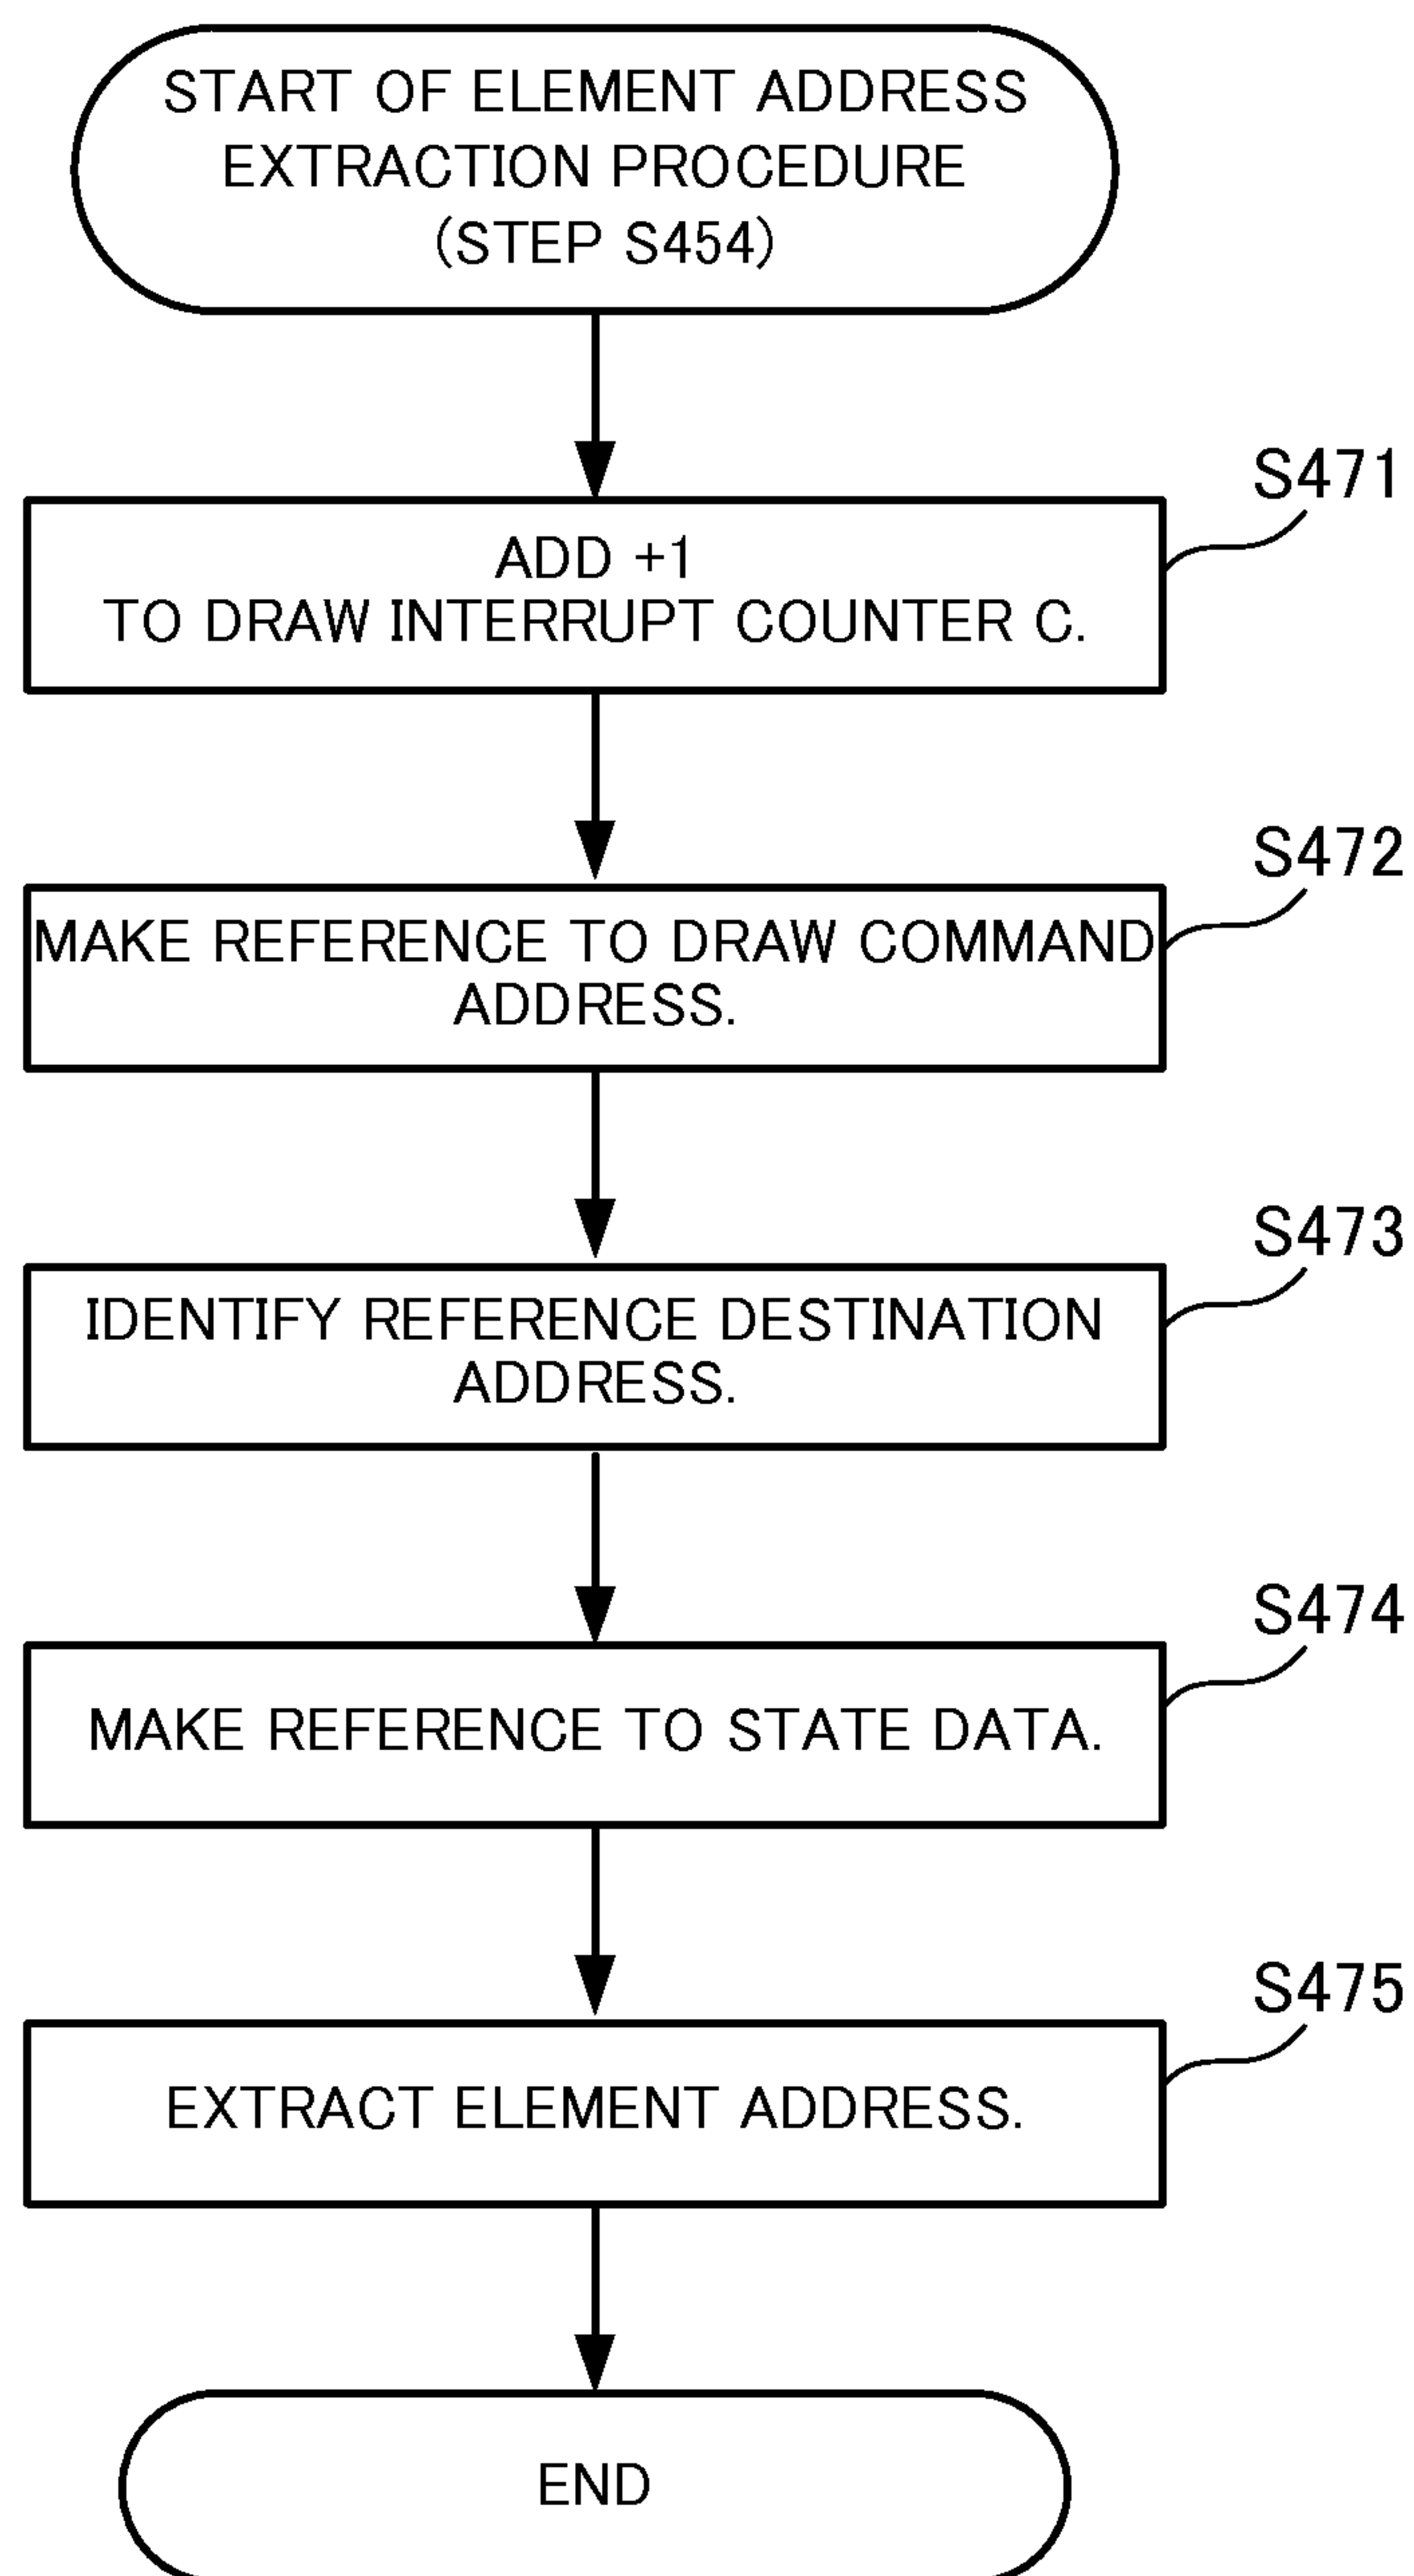 START OF ELEMENT ADDRESS
EXTRACTION PROCEDURE
(STEP S454)
S471
ADD +1
TO DRAW INTERRUPT COUNTER C.
S472
MAKE REFERENCE TO DRAW COMMAND
ADDRESS.
S473
IDENTIFY REFERENCE DESTINATION
ADDRESS.
S474
MAKE REFERENCE TO STATE DATA.
S475
EXTRACT ELEMENT ADDRESS.
END